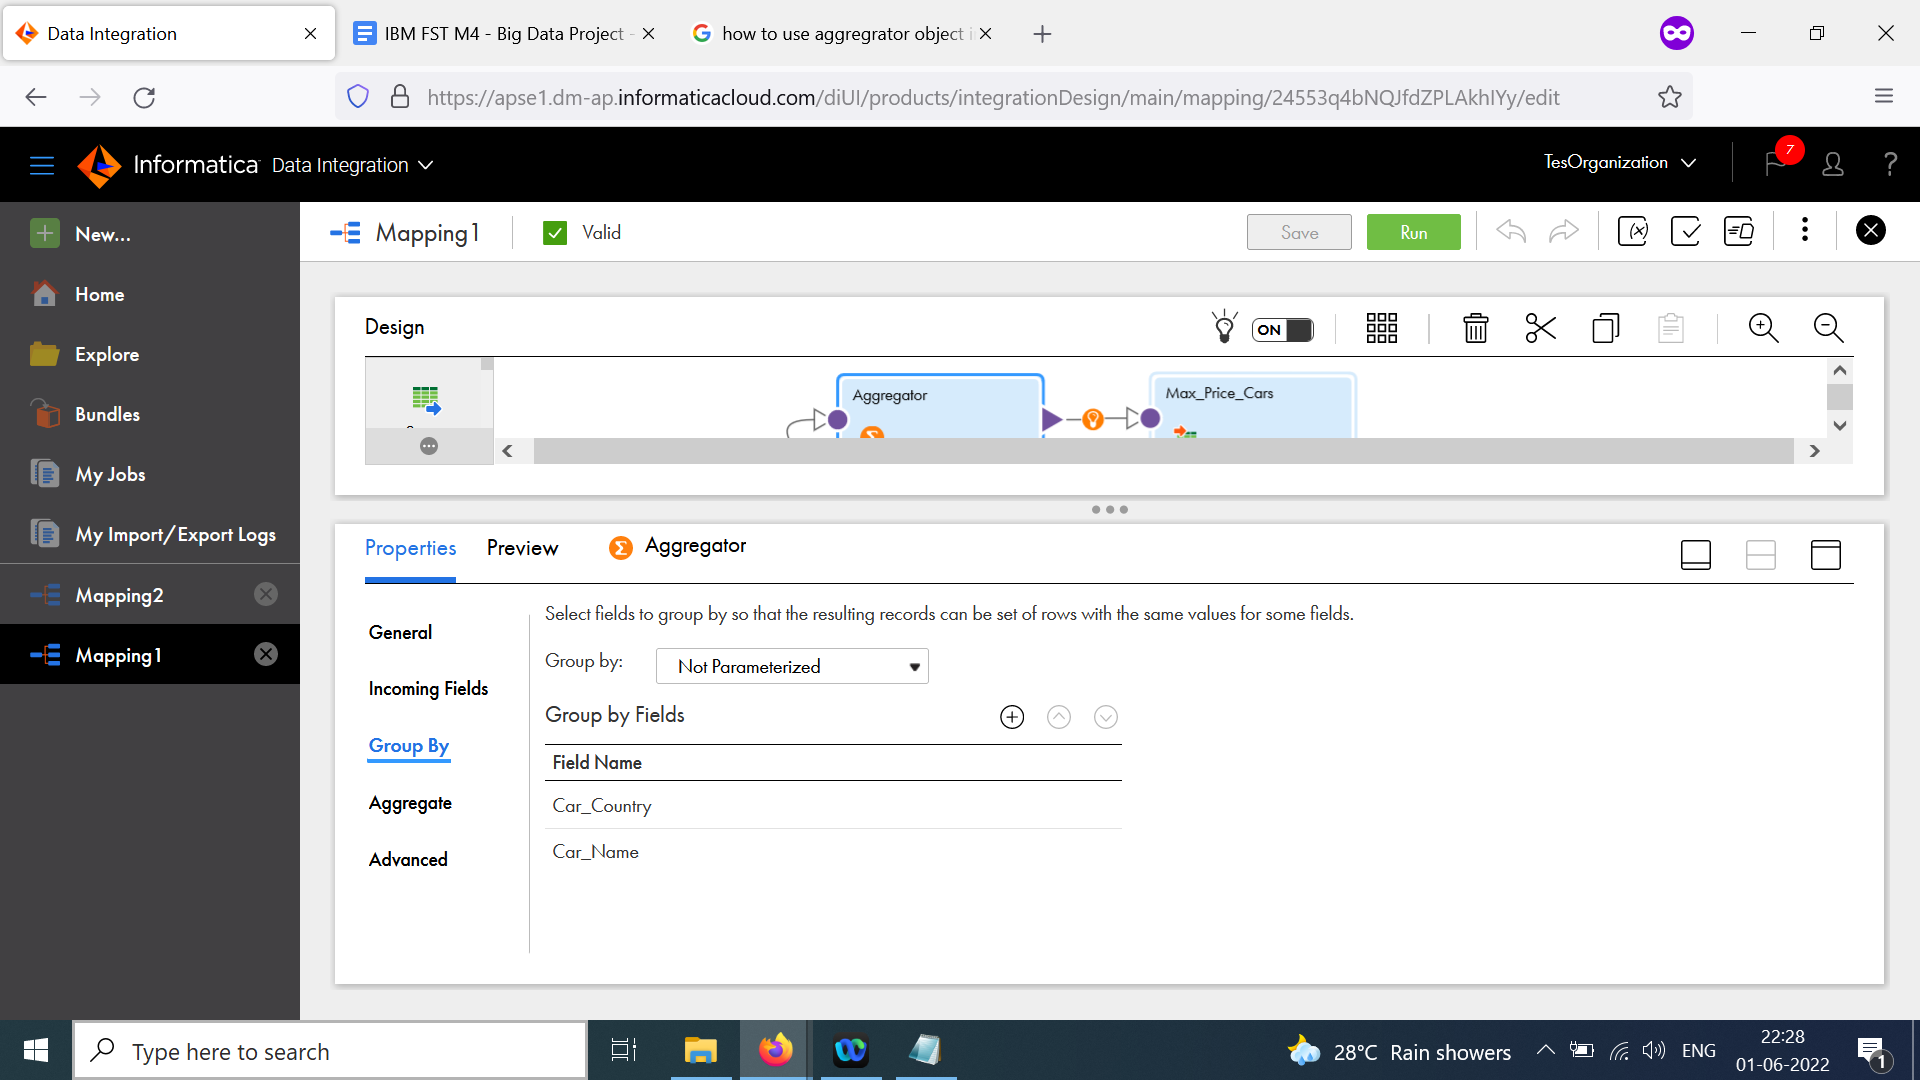 Data Integration
IBM FST M4 - Big Data Project -
how to use aggregrator object i
https://apse1.dm-ap.informaticacloud.com/diUI/products/integrationDesign/main/mapping/24553q4bNQJfdZPLAkhIYy/edit
Informatica Data Integration
TesOrganization
7
?
New...
Home
Explore
Bundles
My Jobs
My Import/Export Logs
Mapping2
Mapping1
Mapping1
Valid
Save
Run
Design
ON
Aggregator
Max_Price_Cars
Properties
Preview
Aggregator
General
Incoming Fields
Group By
Aggregate
Advanced
Select fields to group by so that the resulting records can be set of rows with the same values for some fields.
Group by:
Not Parameterized
Group by Fields
Field Name
Car_Country
Car_Name
Type here to search
28°C Rain showers
ENG
22:28
01-06-2022
1